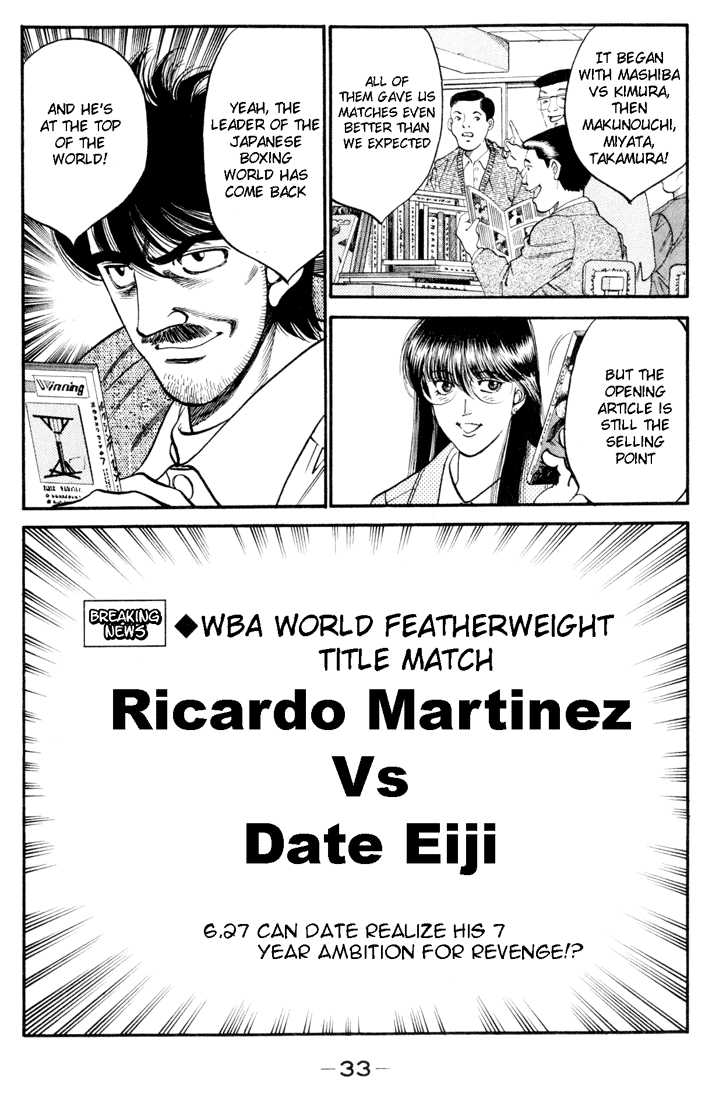 IT BEGAN
WITH MASHIBA
VS KIMURA,
THEN
MAKUNOUCHI,
MIYATA,
TAKAMURA!
ALL OF
THEM GAVE US
MATCHES EVEN
BETTER THAN
WE EXPECTED
YEAH, THE
LEADER OF THE
JAPANESE
BOXING
WORLD HAS
COME BACK
AND HE'S
AT THE TOP
OF THE
WORLD!
Winning
BUT THE
OPENING
ARTICLE IS
STILL THE
SELLING
POINT
BREAKING
NEWS
◆WBA WORLD FEATHERWEIGHT
TITLE MATCH
Ricardo Martinez
Vs
Date Eiji
6.27 CAN DATE REALIZE HIS 7
YEAR AMBITION FOR REVENGE!?
-33-